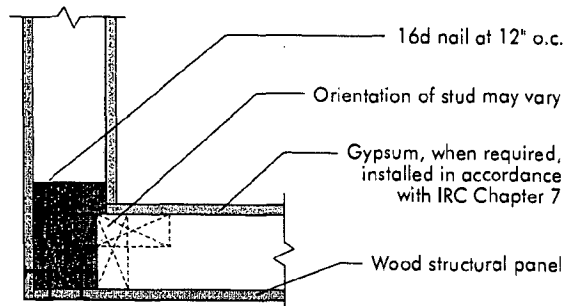 16d nail at 12" o.c.
Orientation of stud may vary
Gypsum, when required,
installed in accordance
with IRC Chapter 7
Wood structural panel